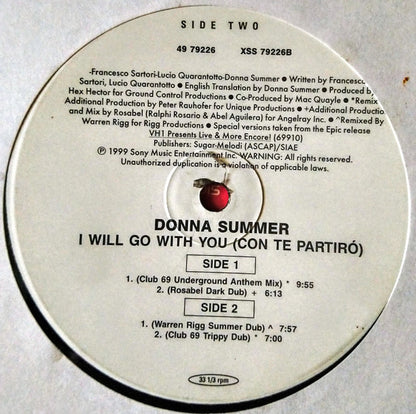 SIDE TWO
49 79226 XSS 79226B
-Francesco Sartori-Lucio Quarantotto-Donna Summer ● Written by Francesco
Sartori, Lucio Quarantotto ● English Translation by Donna Summer ● Produced by
Hex Hector for Ground Control Productions ● Co-Produced by Mac Quayle ● *Remix
Additional Production by Peter Rauhofer for Unique Productions ● +Additional Production
and Mix by Rosabel (Ralphi Rosario & Abel Aguilera) for Angelray Inc. ● ^Remixed By
Warren Rigg for Rigg Productions ● Special versions taken from the Epic release
VH1 Presents Live & More Encore! (69910)
Publishers: Sugar-Melodi (ASCAP)/SIAE
℗ 1999 Sony Music Entertainment Inc. WARNING: All rights reserved.
Unauthorized duplication is a violation of applicable laws.
DONNA SUMMER
I WILL GO WITH YOU (CON TE PARTIRÓ)
SIDE 1
1. (Club 69 Underground Anthem Mix) * 9:55
2. (Rosabel Dark Dub) + 6:13
SIDE 2
1. (Warren Rigg Summer Dub) ^ 7:57
2. (Club 69 Trippy Dub) * 7:00
33 1/3 rpm